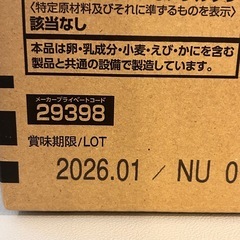 〈特定原材料及びそれに準ずるものを表示〉
該当なし
本品は卵・乳成分・小麦・えび・かにを含む
製品と共通の設備で製造しています。
メーカープライベートコード
29398
賞味期限/LOT
2026.01 / NU 0